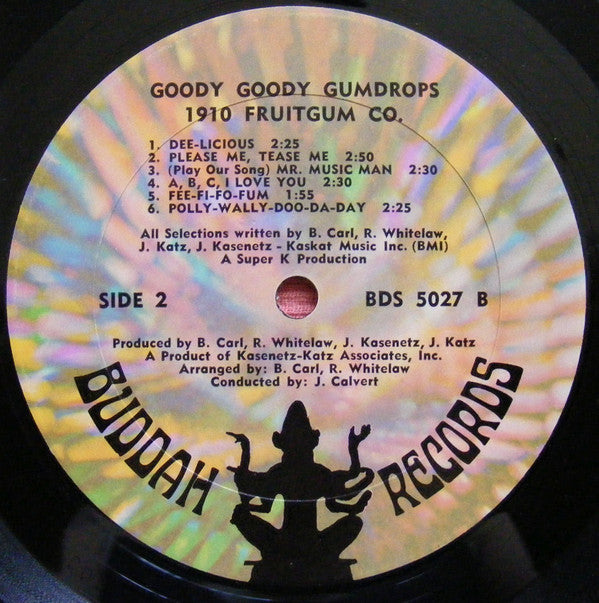 GOODY GOODY GUMDROPS
1910 FRUITGUM CO.
1. DEE-LICIOUS 2:25
2. PLEASE ME, TEASE ME 2:50
3. (Play Our Song) MR. MUSIC MAN 2:30
4. A, B, C, I LOVE YOU 2:30
5. FEE-FI-FO-FUM 1:55
6. POLLY-WALLY-DOO-DA-DAY 2:25
All Selections written by B. Carl, R. Whitelaw,
J. Katz, J. Kasenetz - Kaskat Music Inc. (BMI)
A Super K Production
SIDE 2 BDS 5027 B
Produced by B. Carl, R. Whitelaw, J. Kasenetz, J. Katz
A Product of Kasenetz-Katz Associates, Inc.
Arranged by: B. Carl, R. Whitelaw
Conducted by: J. Calvert
BUDDAH RECORDS